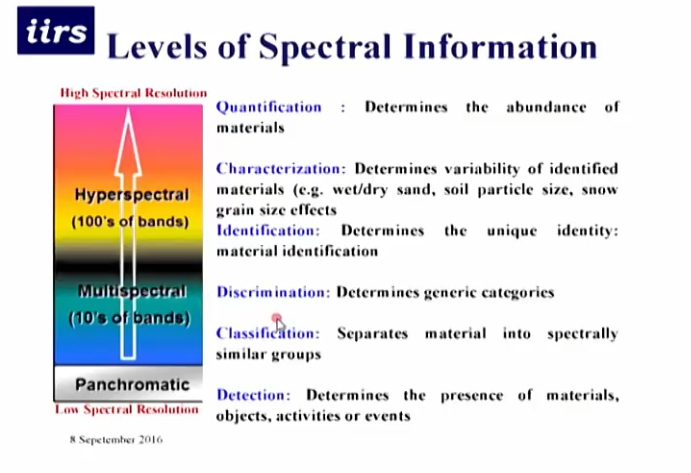 iirs
Levels of Spectral Information
High Spectral Resolution
Hyperspectral
(100's of bands)
Multispectral
(10's of bands)
Panchromatic
Low Spectral Resolution
Quantification : Determines the abundance of
materials
Characterization: Determines variability of identified
materials (e.g. wet/dry sand, soil particle size, snow
grain size effects
Identification: Determines the unique identity:
material identification
Discrimination: Determines generic categories
Classification: Separates material into spectrally
similar groups
Detection: Determines the presence of materials,
objects, activities or events
8 Sepetember 2016